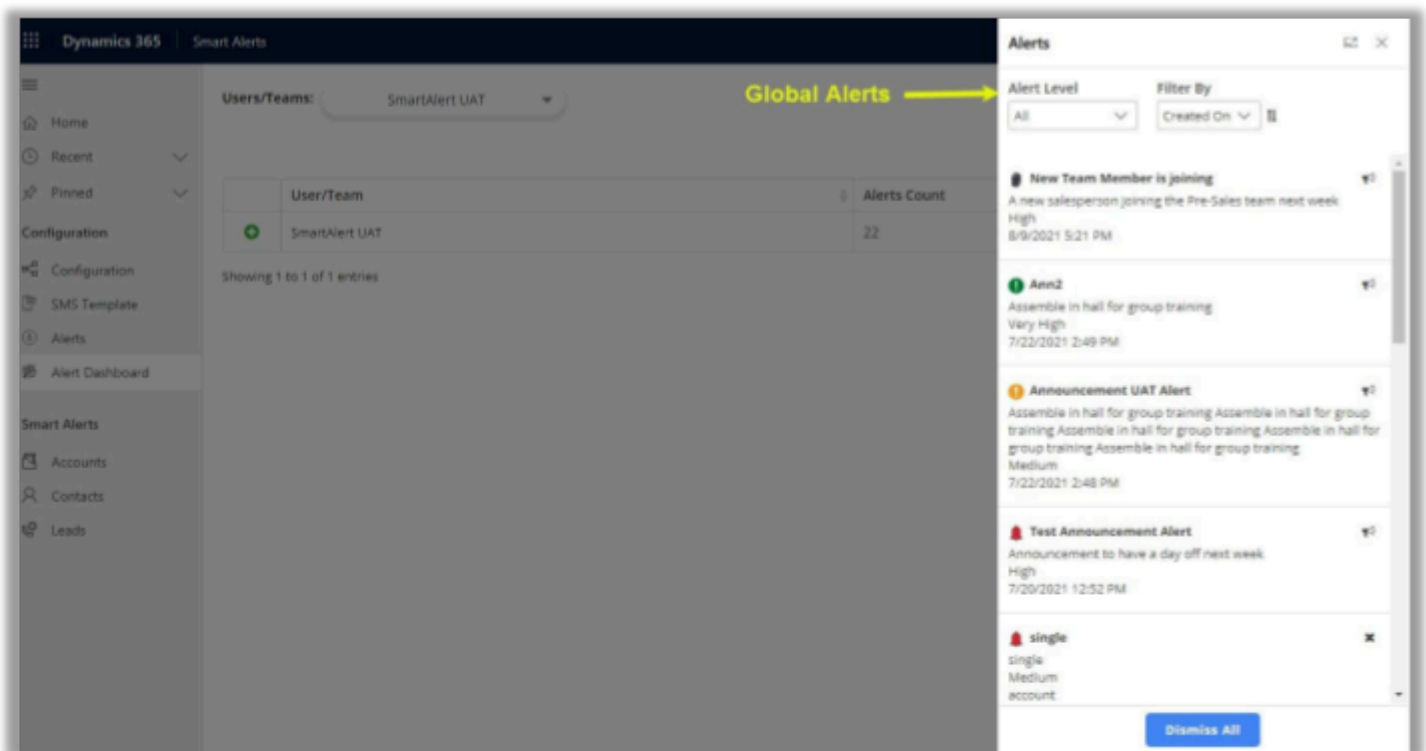 Dynamics 365 Smart Alerts
Users/Teams: SmartAlert UAT
Home
Recent
Pinned
Configuration
Configuration
SMS Template
Alerts
Alert Dashboard
Smart Alerts
Accounts
Contacts
Leads
User/Team Alerts Count
SmartAlert UAT 22
Showing 1 to 1 of 1 entries
Global Alerts
Alerts
Alert Level Filter By
All Created On
New Team Member is joining
A new salesperson joining the Pre-Sales team next week
High
8/9/2021 5:21 PM
Ann2
Assemble in hall for group training
Very High
7/22/2021 2:49 PM
Announcement UAT Alert
Assemble in hall for group training Assemble in hall for group
training Assemble in hall for group training Assemble in hall for
group training Assemble in hall for group training
Medium
7/22/2021 2:48 PM
Test Announcement Alert
Announcement to have a day off next week
High
7/20/2021 12:52 PM
single
single
Medium
account
Dismiss All